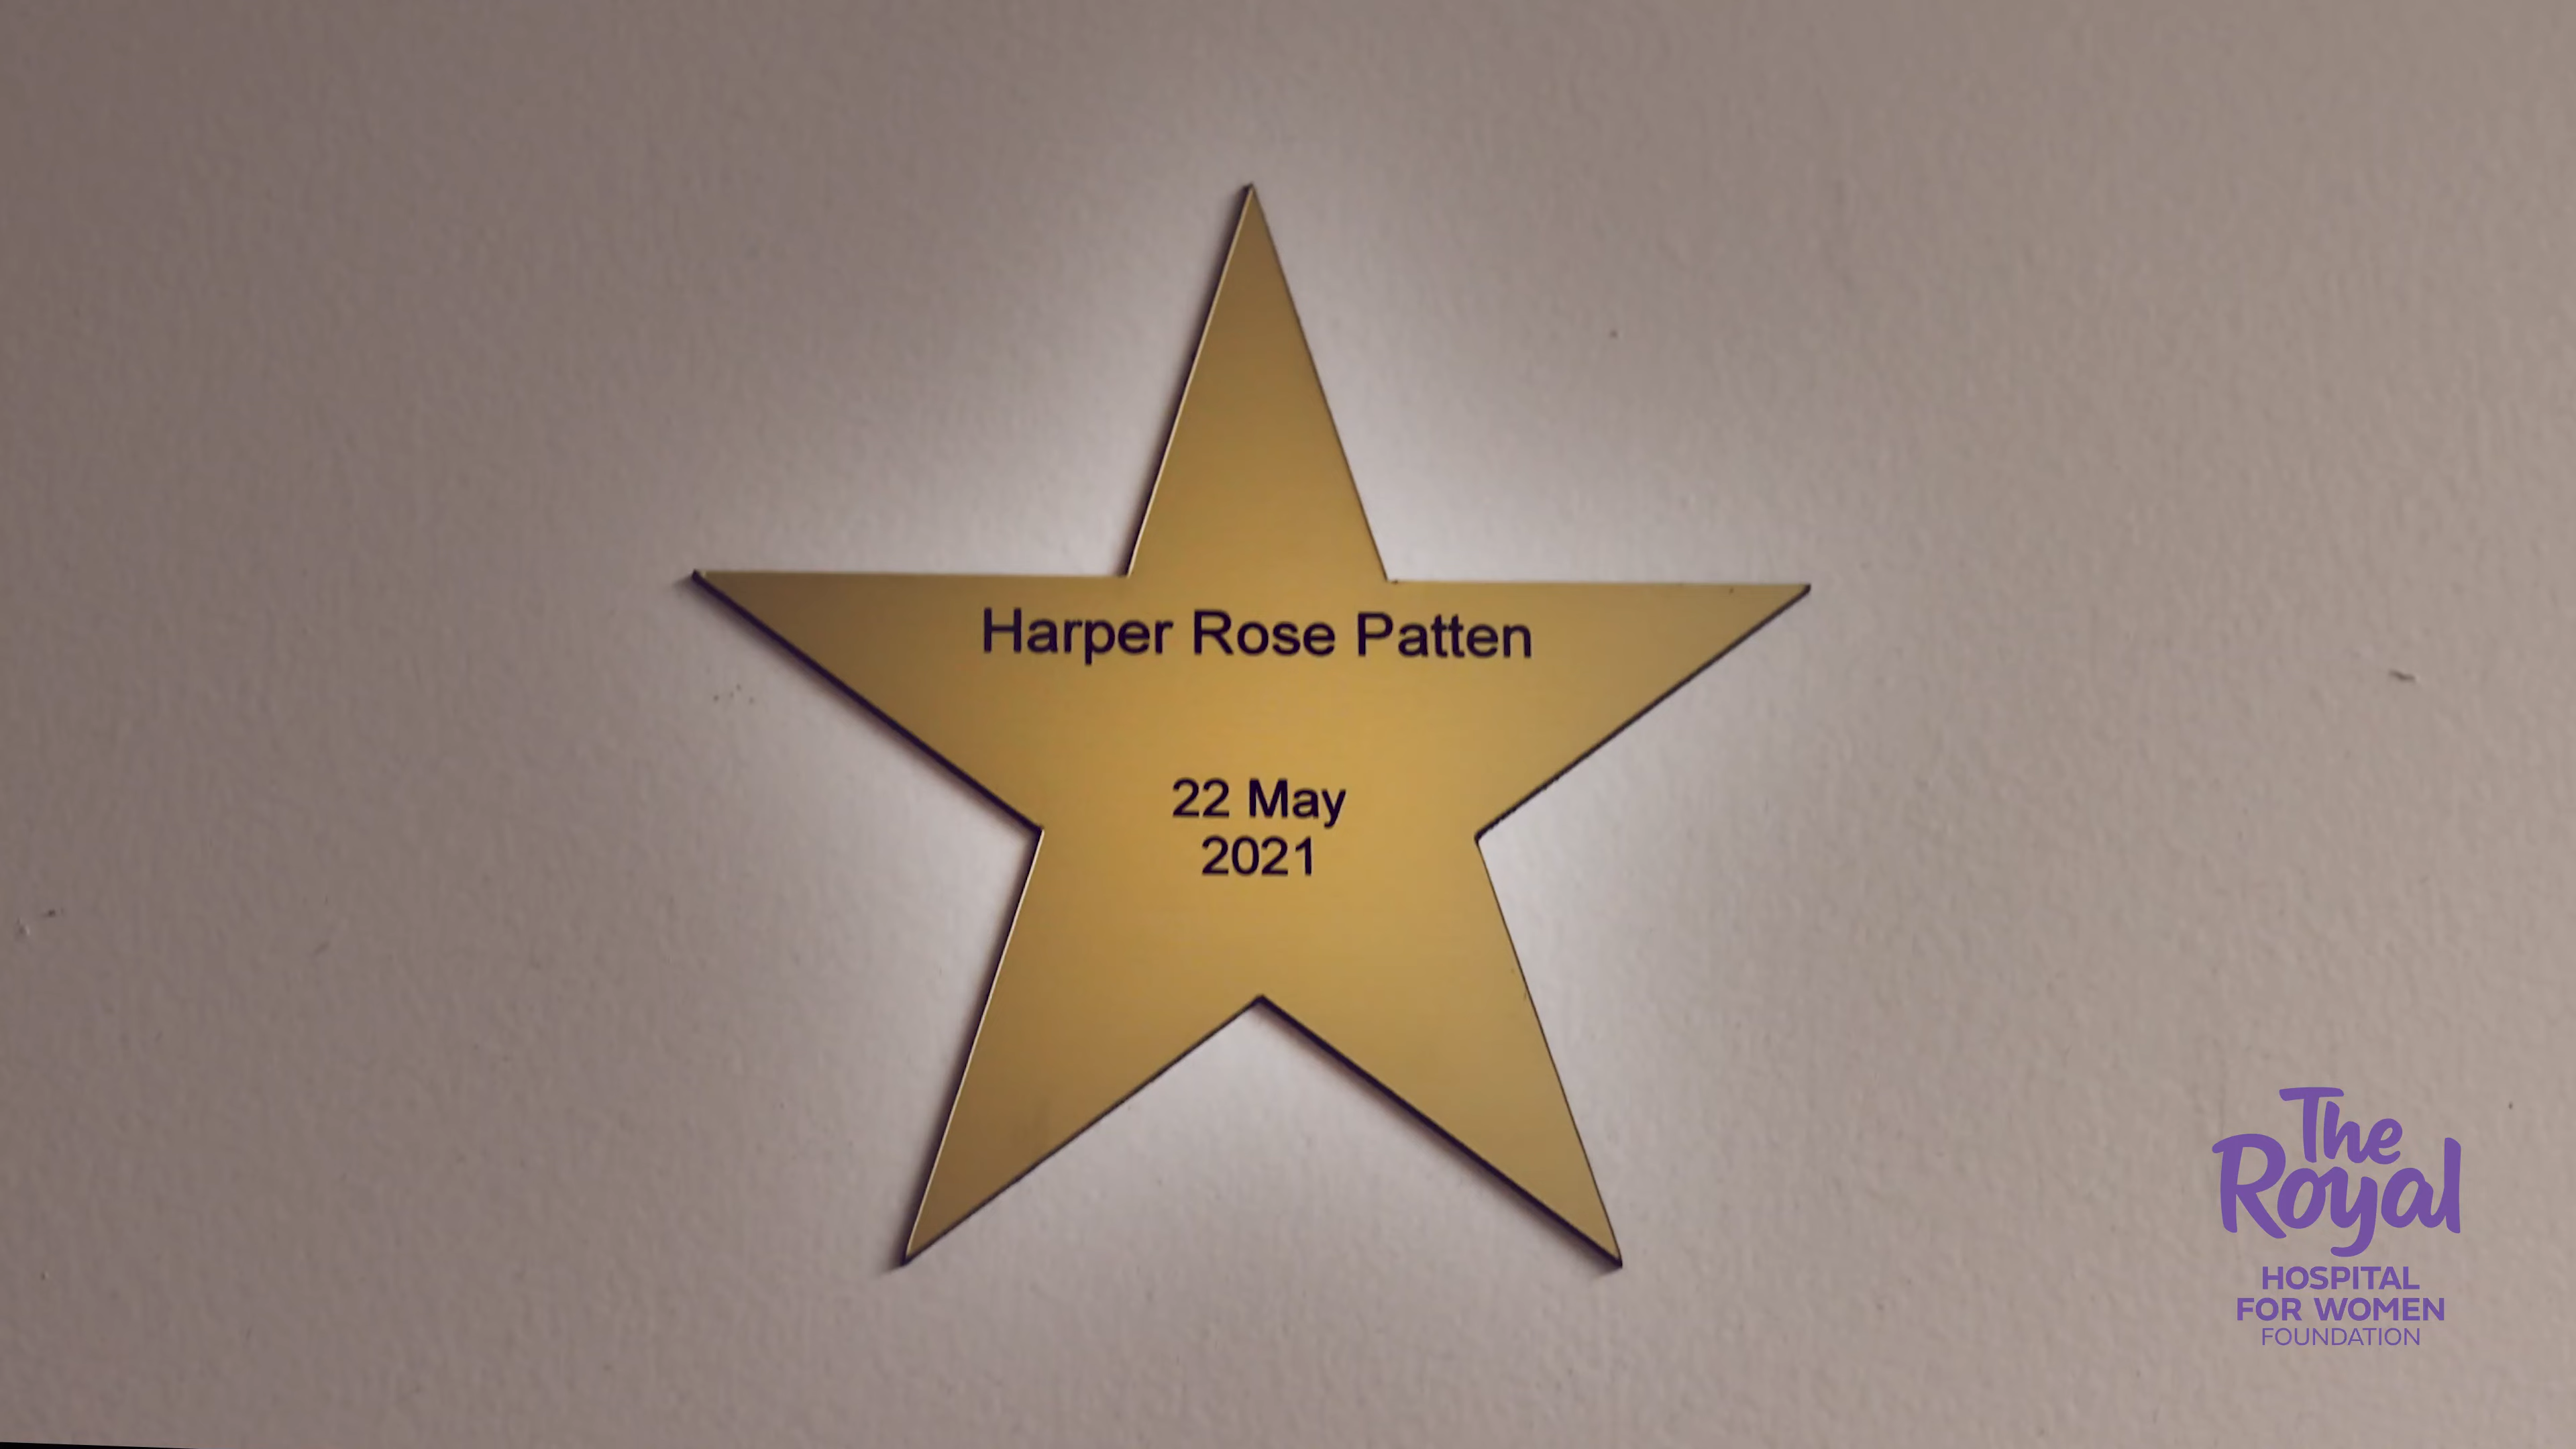 Harper Rose Patten
22 May
2021
The
Royal
HOSPITAL
FOR WOMEN
FOUNDATION